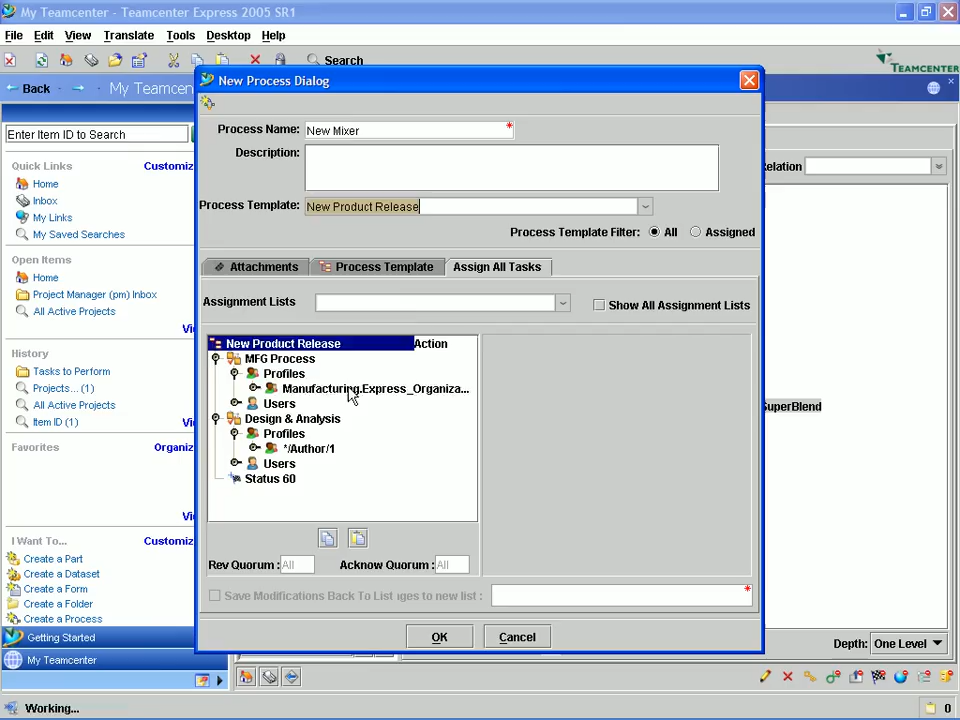 My Teamcenter - Teamcenter Express 2005 SR1
File Edit View Translate Tools Desktop Help
Search
TEAMCENTER
Back
My Teamcen
New Process Dialog
Enter Item ID to Search
Process Name: New Mixer *
Description:
Process Template: New Product Release
Process Template Filter: All Assigned
Attachments Process Template Assign All Tasks
Assignment Lists Show All Assignment Lists
New Product Release Action
MFG Process
Profiles
Manufacturing.Express_Organiza...
Users
Design & Analysis
Profiles
*/Author/1
Users
Status 60
Rev Quorum : All Acknow Quorum : All
Save Modifications Back To List iges to new list : *
OK Cancel
Quick Links Customiz
Home
Inbox
My Links
My Saved Searches
Open Items
Home
Project Manager (pm) Inbox
All Active Projects
Vi
History
Tasks to Perform
Projects... (1)
All Active Projects
Item ID (1)
Favorites Organiz
Vi
I Want To... Customiz
Create a Part
Create a Dataset
Create a Form
Create a Folder
Create a Process
Getting Started
My Teamcenter
elation
SuperBlend
Depth: One Level
Working...
0